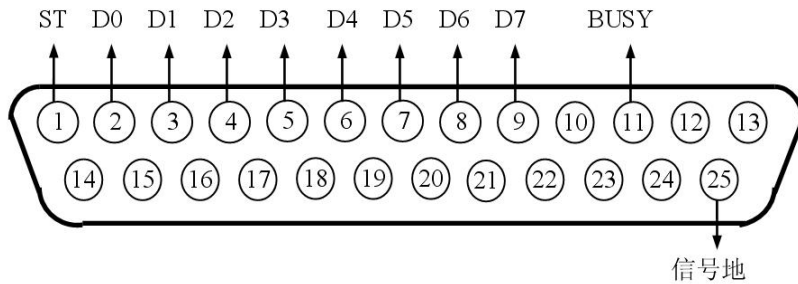 ST D0 D1 D2 D3 D4 D5 D6 D7 BUSY
1 2 3 4 5 6 7 8 9 10 11 12 13
14 15 16 17 18 19 20 21 22 23 24 25
信号地